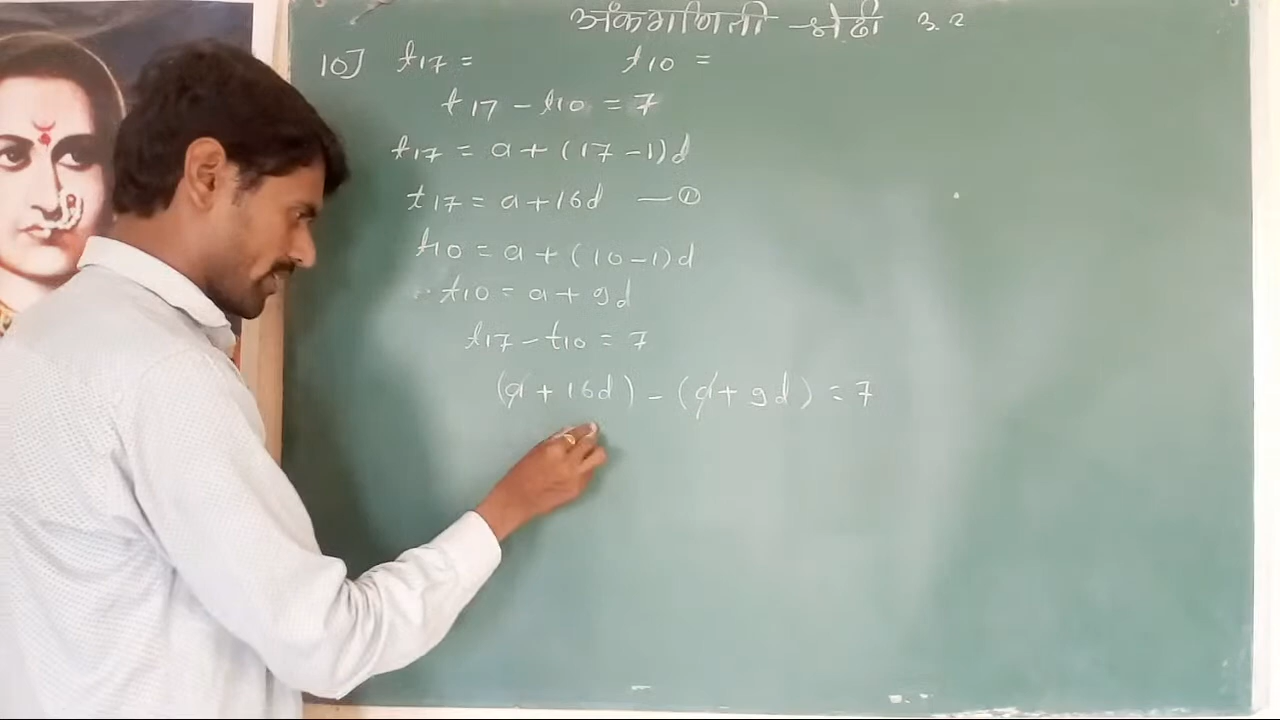 अंकगणिती श्रेढी 3.2
10] t17 = t10 =
t17 - t10 = 7
t17 = a + (17-1)d
t17 = a+16d — ①
t10 = a + (10-1)d
t10 = a + 9d
t17 - t10 = 7
(a + 16d) - (a + 9d) = 7